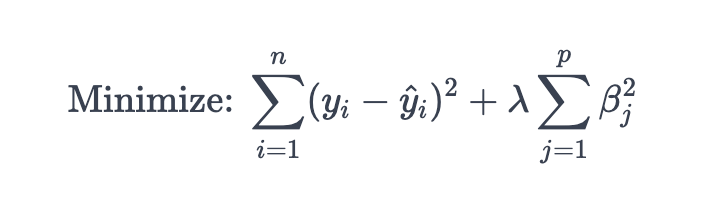 Minimize: $\sum_{i=1}^{n} (y_i - \hat{y}_i)^2 + \lambda \sum_{j=1}^{p} \beta_j^2$